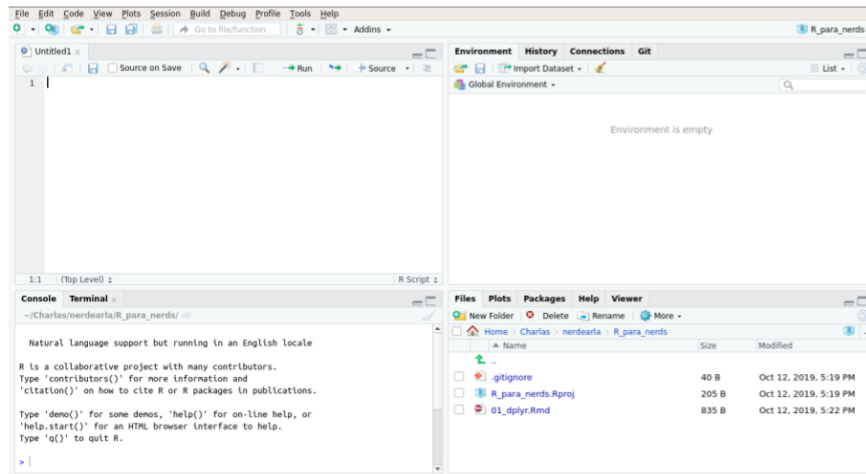 File Edit Code View Plots Session Build Debug Profile Tools Help
Go to file/function Addins R_para_nerds
Untitled1
Source on Save Run Source
1
1:1 (Top Level) R Script
Environment History Connections Git
Import Dataset List
Global Environment
Environment is empty
Console Terminal
~/Charlas/nerdearla/R_para_nerds/
Natural language support but running in an English locale
R is a collaborative project with many contributors.
Type 'contributors()' for more information and
'citation()' on how to cite R or R packages in publications.
Type 'demo()' for some demos, 'help()' for on-line help, or
'help.start()' for an HTML browser interface to help.
Type 'q()' to quit R.
>
Files Plots Packages Help Viewer
New Folder Delete Rename More
Home Charlas nerdearla R_para_nerds
Name Size Modified
..
.gitignore 40 B Oct 12, 2019, 5:19 PM
R_para_nerds.Rproj 205 B Oct 12, 2019, 5:19 PM
01_dplyr.Rmd 835 B Oct 12, 2019, 5:22 PM